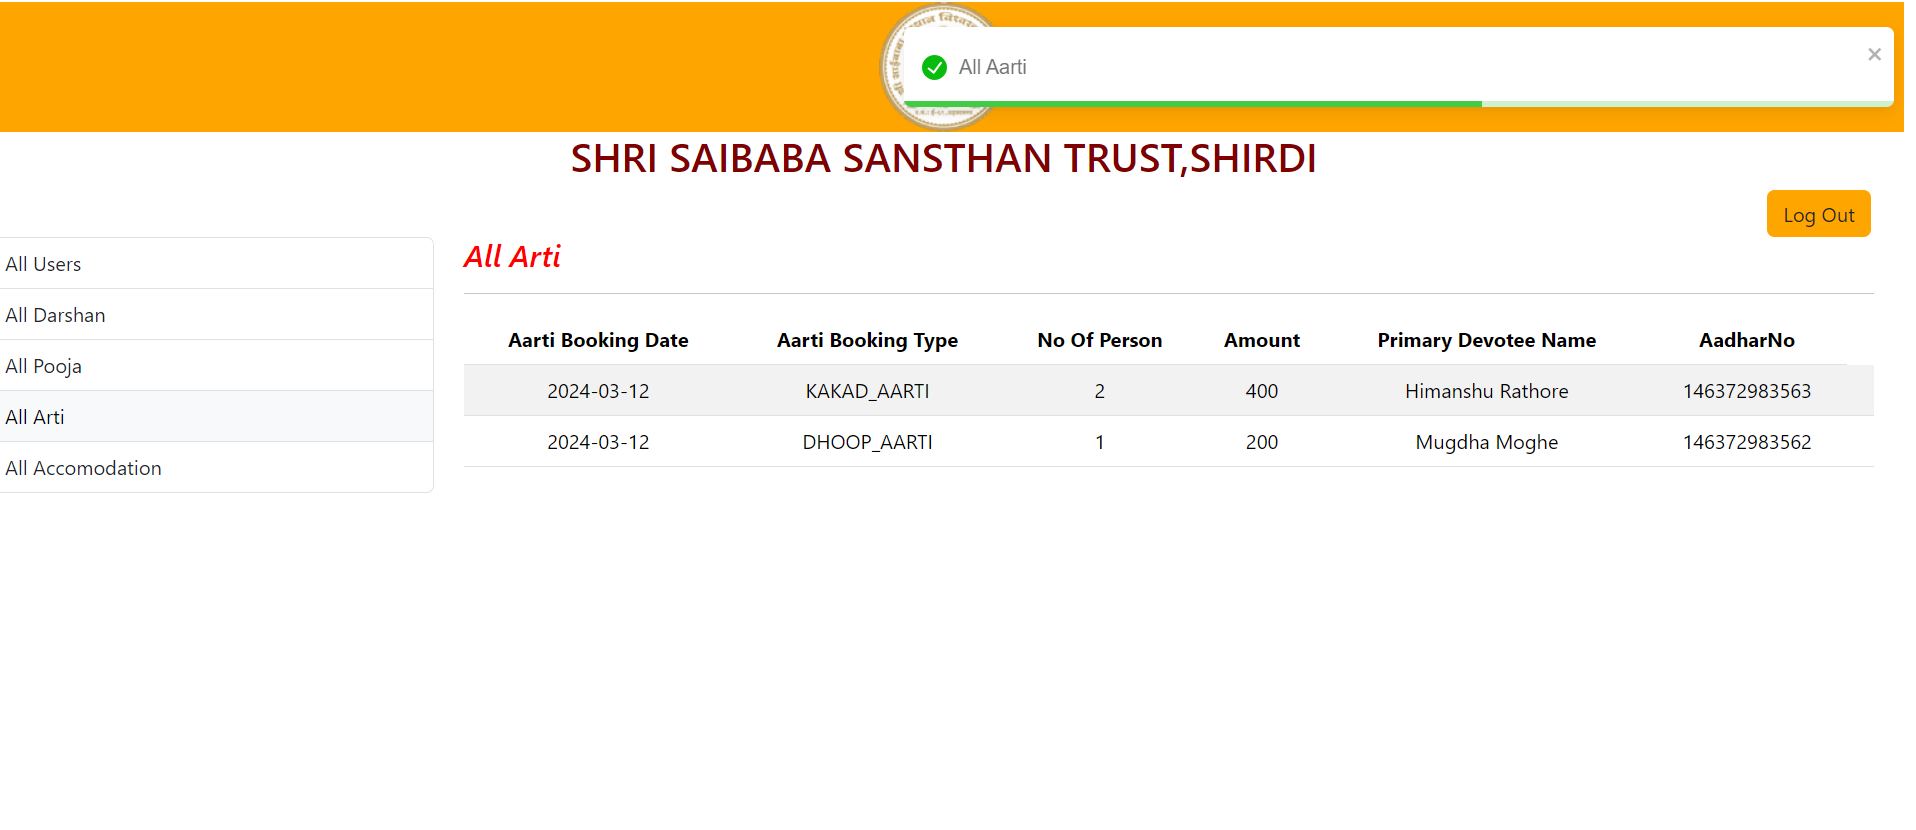 All Aarti
SHRI SAIBABA SANSTHAN TRUST,SHIRDI
Log Out
All Users
All Darshan
All Pooja
All Arti
All Accomodation
All Arti
Aarti Booking Date Aarti Booking Type No Of Person Amount Primary Devotee Name AadharNo
2024-03-12 KAKAD_AARTI 2 400 Himanshu Rathore 146372983563
2024-03-12 DHOOP_AARTI 1 200 Mugdha Moghe 146372983562